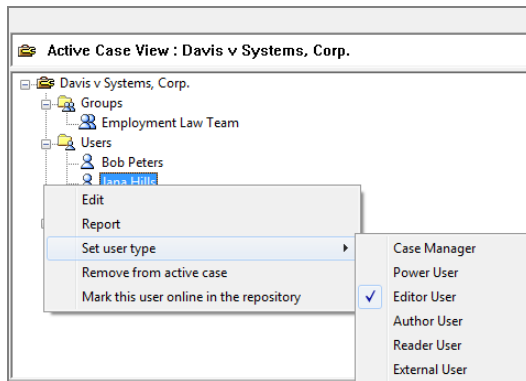 Active Case View : Davis v Systems, Corp.
Davis v Systems, Corp.
Groups
Employment Law Team
Users
Bob Peters
Jana Hills
Edit
Report
Set user type
Remove from active case
Mark this user online in the repository
Case Manager
Power User
Editor User
Author User
Reader User
External User